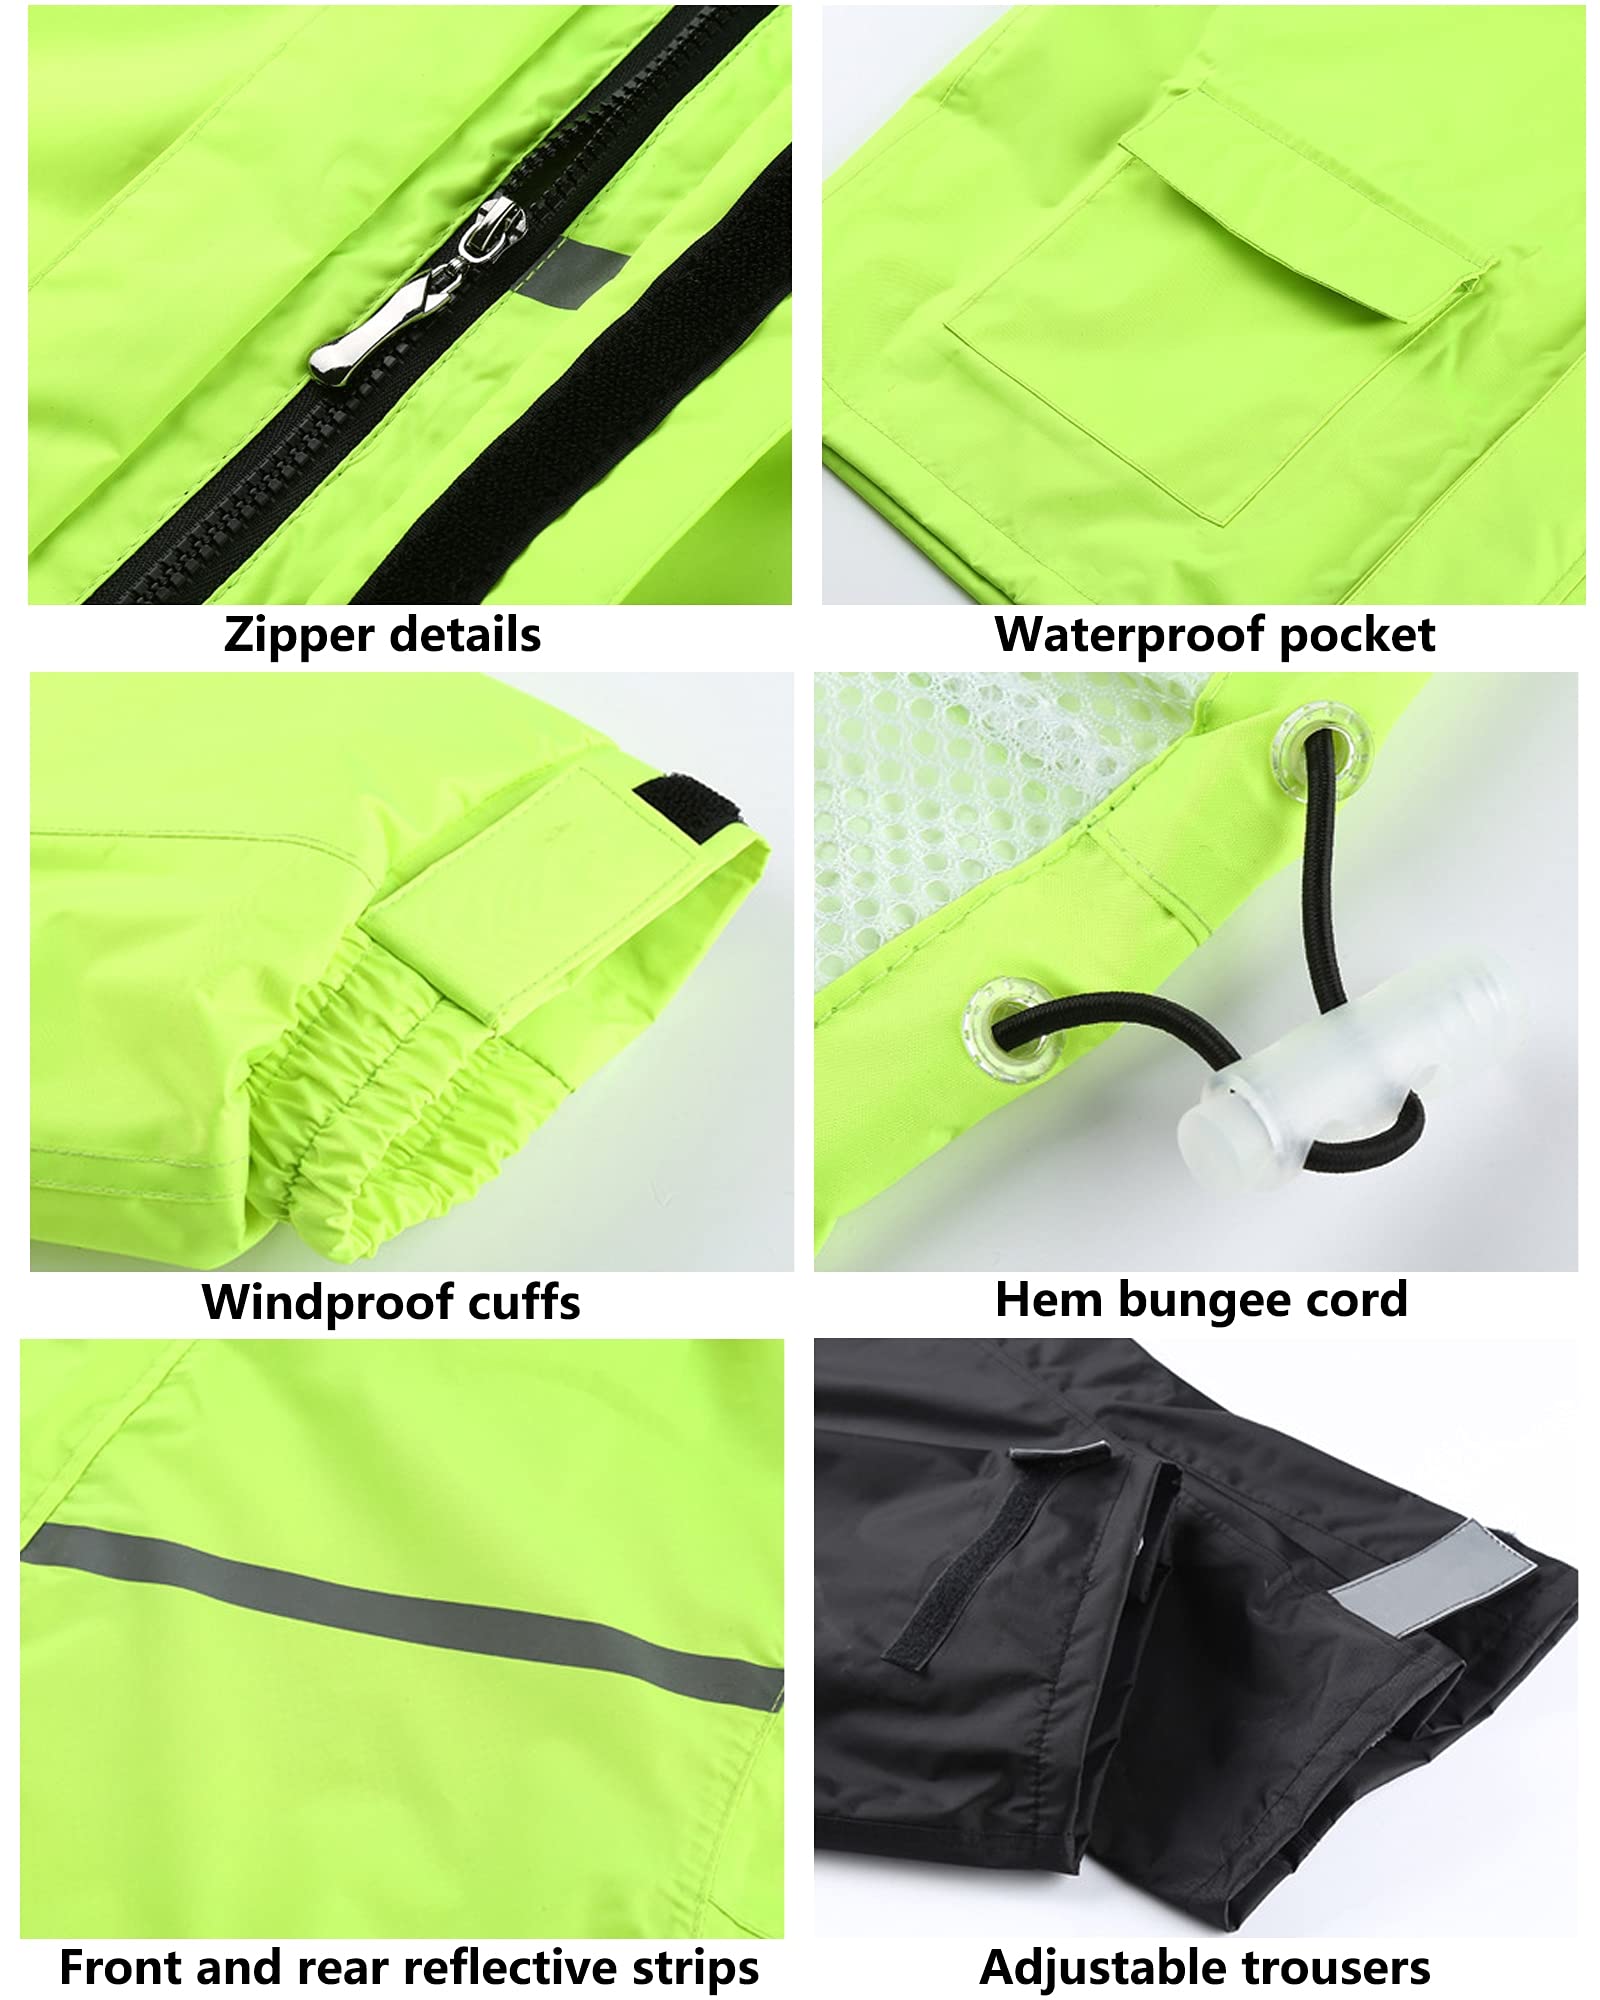 Zipper details
Waterproof pocket
Windproof cuffs
Hem bungee cord
Front and rear reflective strips
Adjustable trousers